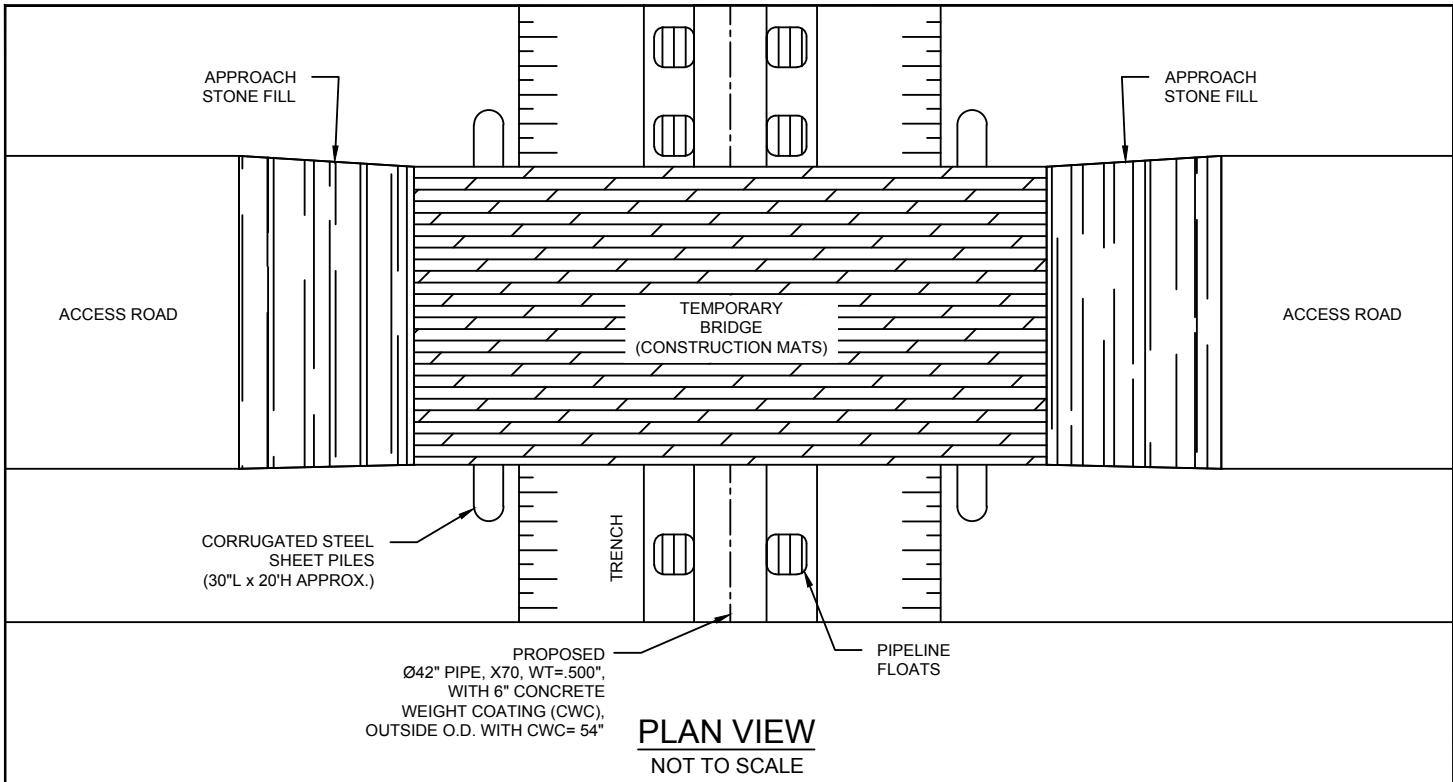 APPROACH
STONE FILL
APPROACH
STONE FILL
ACCESS ROAD
TEMPORARY
BRIDGE
(CONSTRUCTION MATS)
ACCESS ROAD
CORRUGATED STEEL
SHEET PILES
(30"L x 20'H APPROX.)
TRENCH
PROPOSED
Ø42" PIPE, X70, WT=.500",
WITH 6" CONCRETE
WEIGHT COATING (CWC),
OUTSIDE O.D. WITH CWC= 54"
PIPELINE
FLOATS
PLAN VIEW
NOT TO SCALE